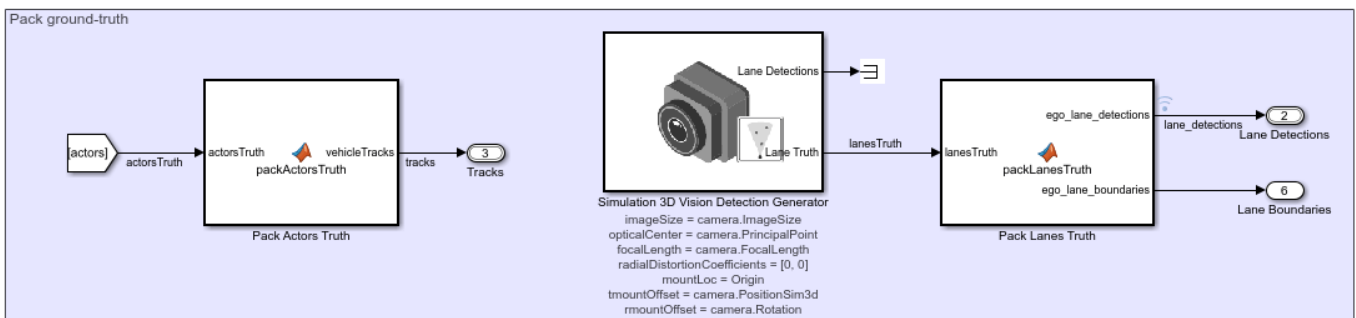 Pack ground-truth
[actors]
actorsTruth
actorsTruth
packActorsTruth
vehicleTracks
tracks
3
Tracks
Pack Actors Truth
Lane Detections
Lane Truth
Simulation 3D Vision Detection Generator
imageSize = camera.ImageSize
opticalCenter = camera.PrincipalPoint
focalLength = camera.FocalLength
radialDistortionCoefficients = [0, 0]
mountLoc = Origin
tmountOffset = camera.PositionSim3d
rmountOffset = camera.Rotation
lanesTruth
lanesTruth
packLanesTruth
ego_lane_detections
ego_lane_boundaries
Pack Lanes Truth
lane_detections
2
Lane Detections
6
Lane Boundaries